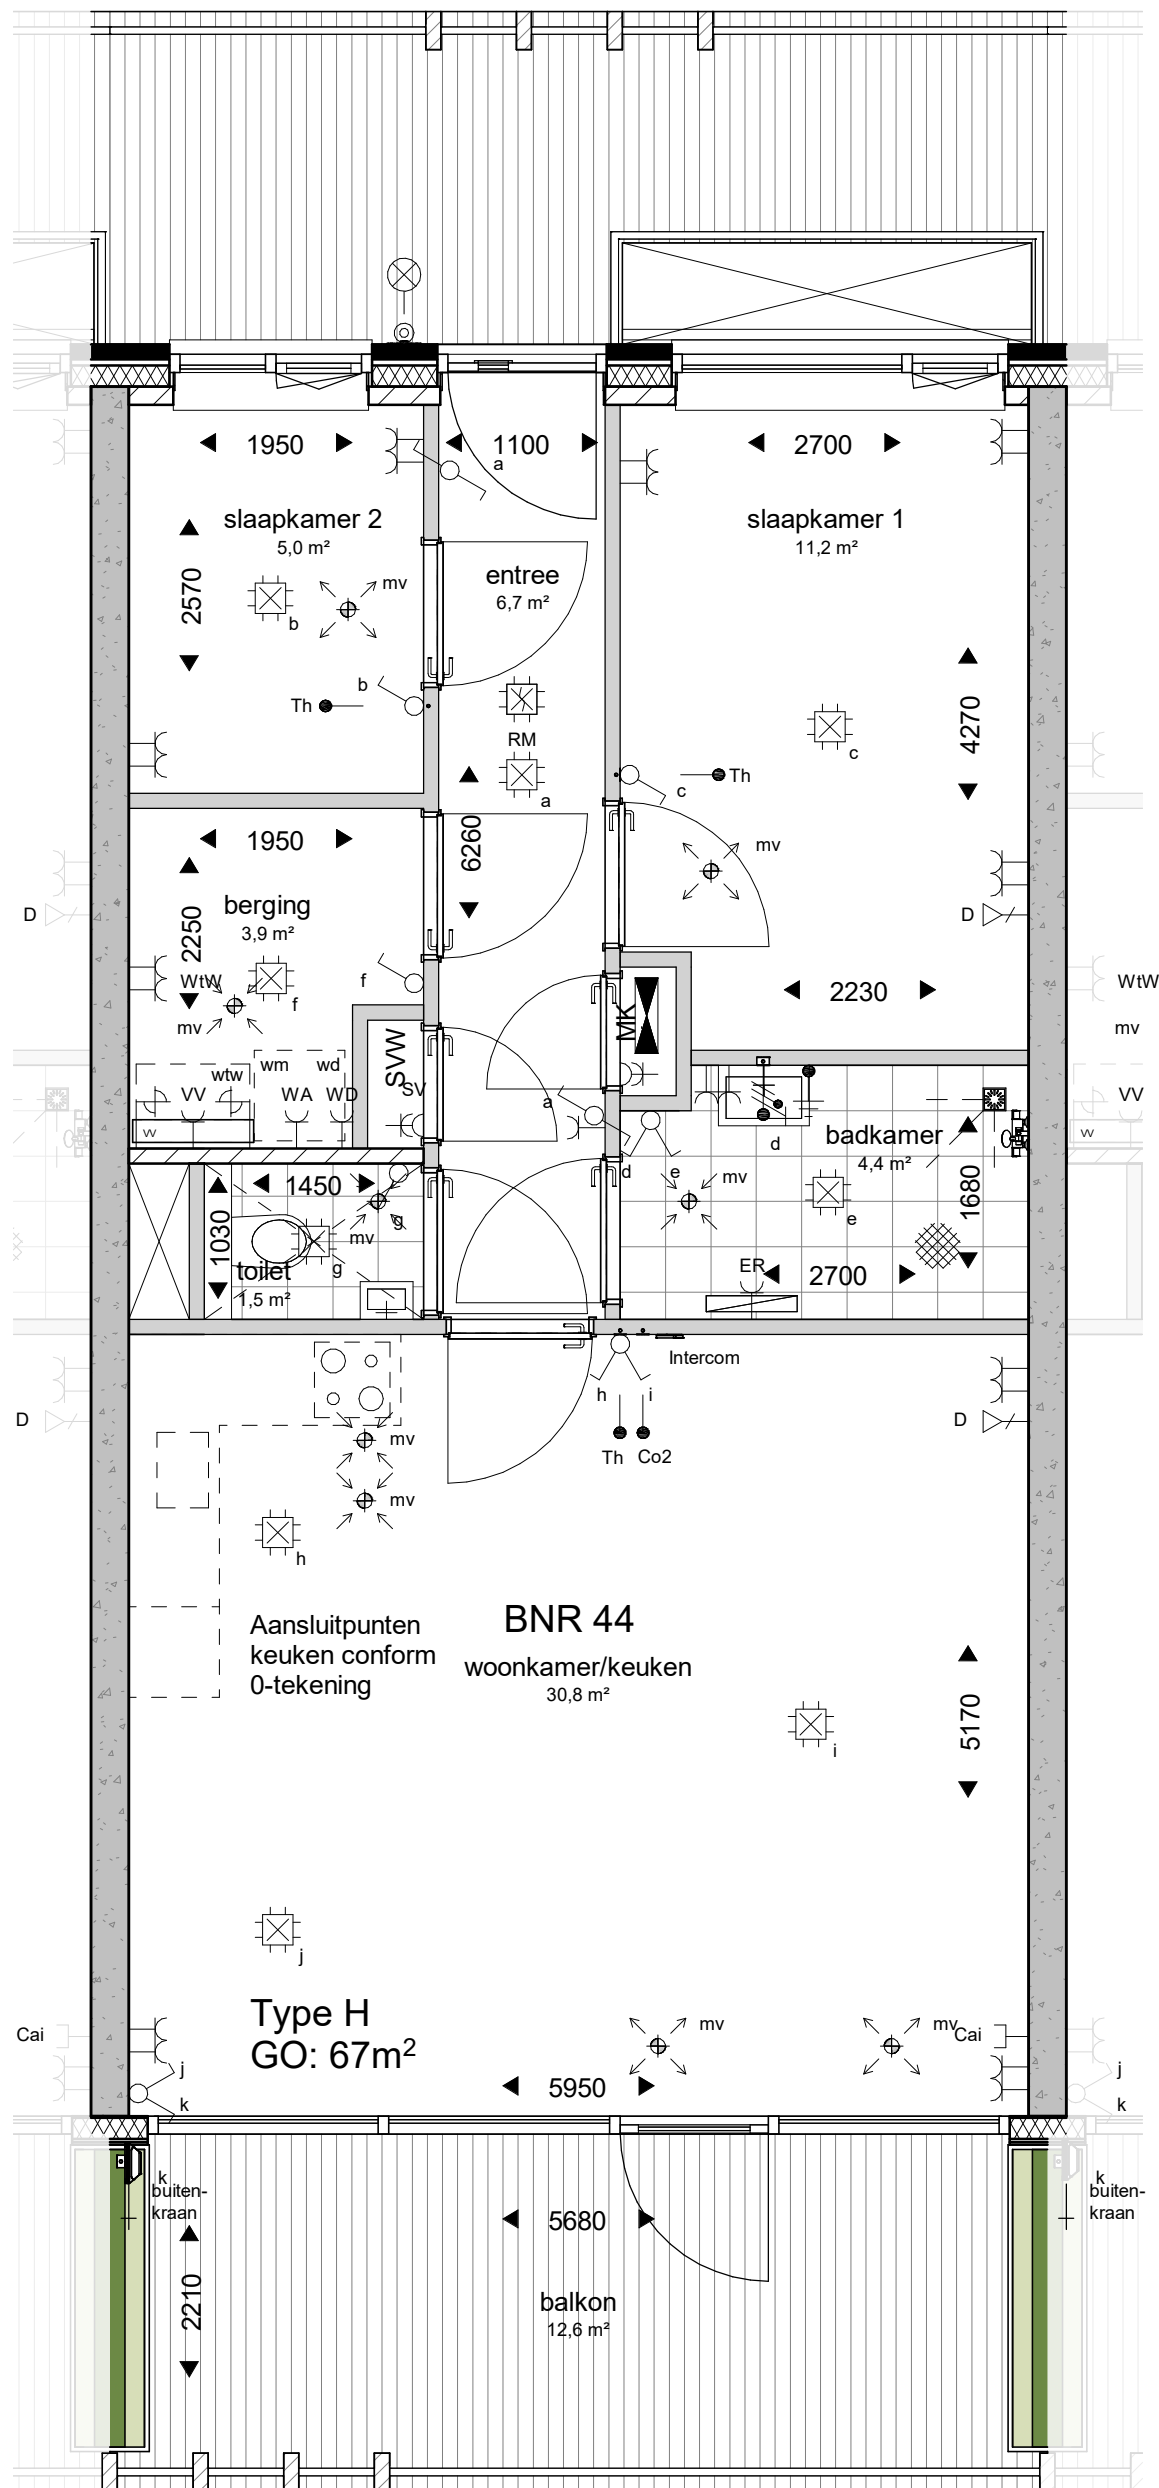 1950
1100
2700
a
slaapkamer 2
5,0 m²
slaapkamer 1
11,2 m²
entree
6,7 m²
2570
mv
b
b
Th
RM
a
4270
c
Th
c
6260
mv
1950
berging
3,9 m²
2250
WtW
f
f
mv
D
D
2230
WtW
mv
MK
SVW
wtw
wm
wd
VV
WA
WD
SV
a
VV
vv
vv
d
badkamer
4,4 m²
d
e
mv
e
1680
1450
1030
g
mv
g
toilet
1,5 m²
ER
2700
Intercom
h
i
D
D
Th
Co2
mv
mv
h
Aansluitpunten
keuken conform
0-tekening
BNR 44
woonkamer/keuken
30,8 m²
5170
i
j
Type H
GO: 67m²
mv
mv
Cai
Cai
j
k
j
k
5950
k
buiten-
kraan
k
buiten-
kraan
5680
2210
balkon
12,6 m²